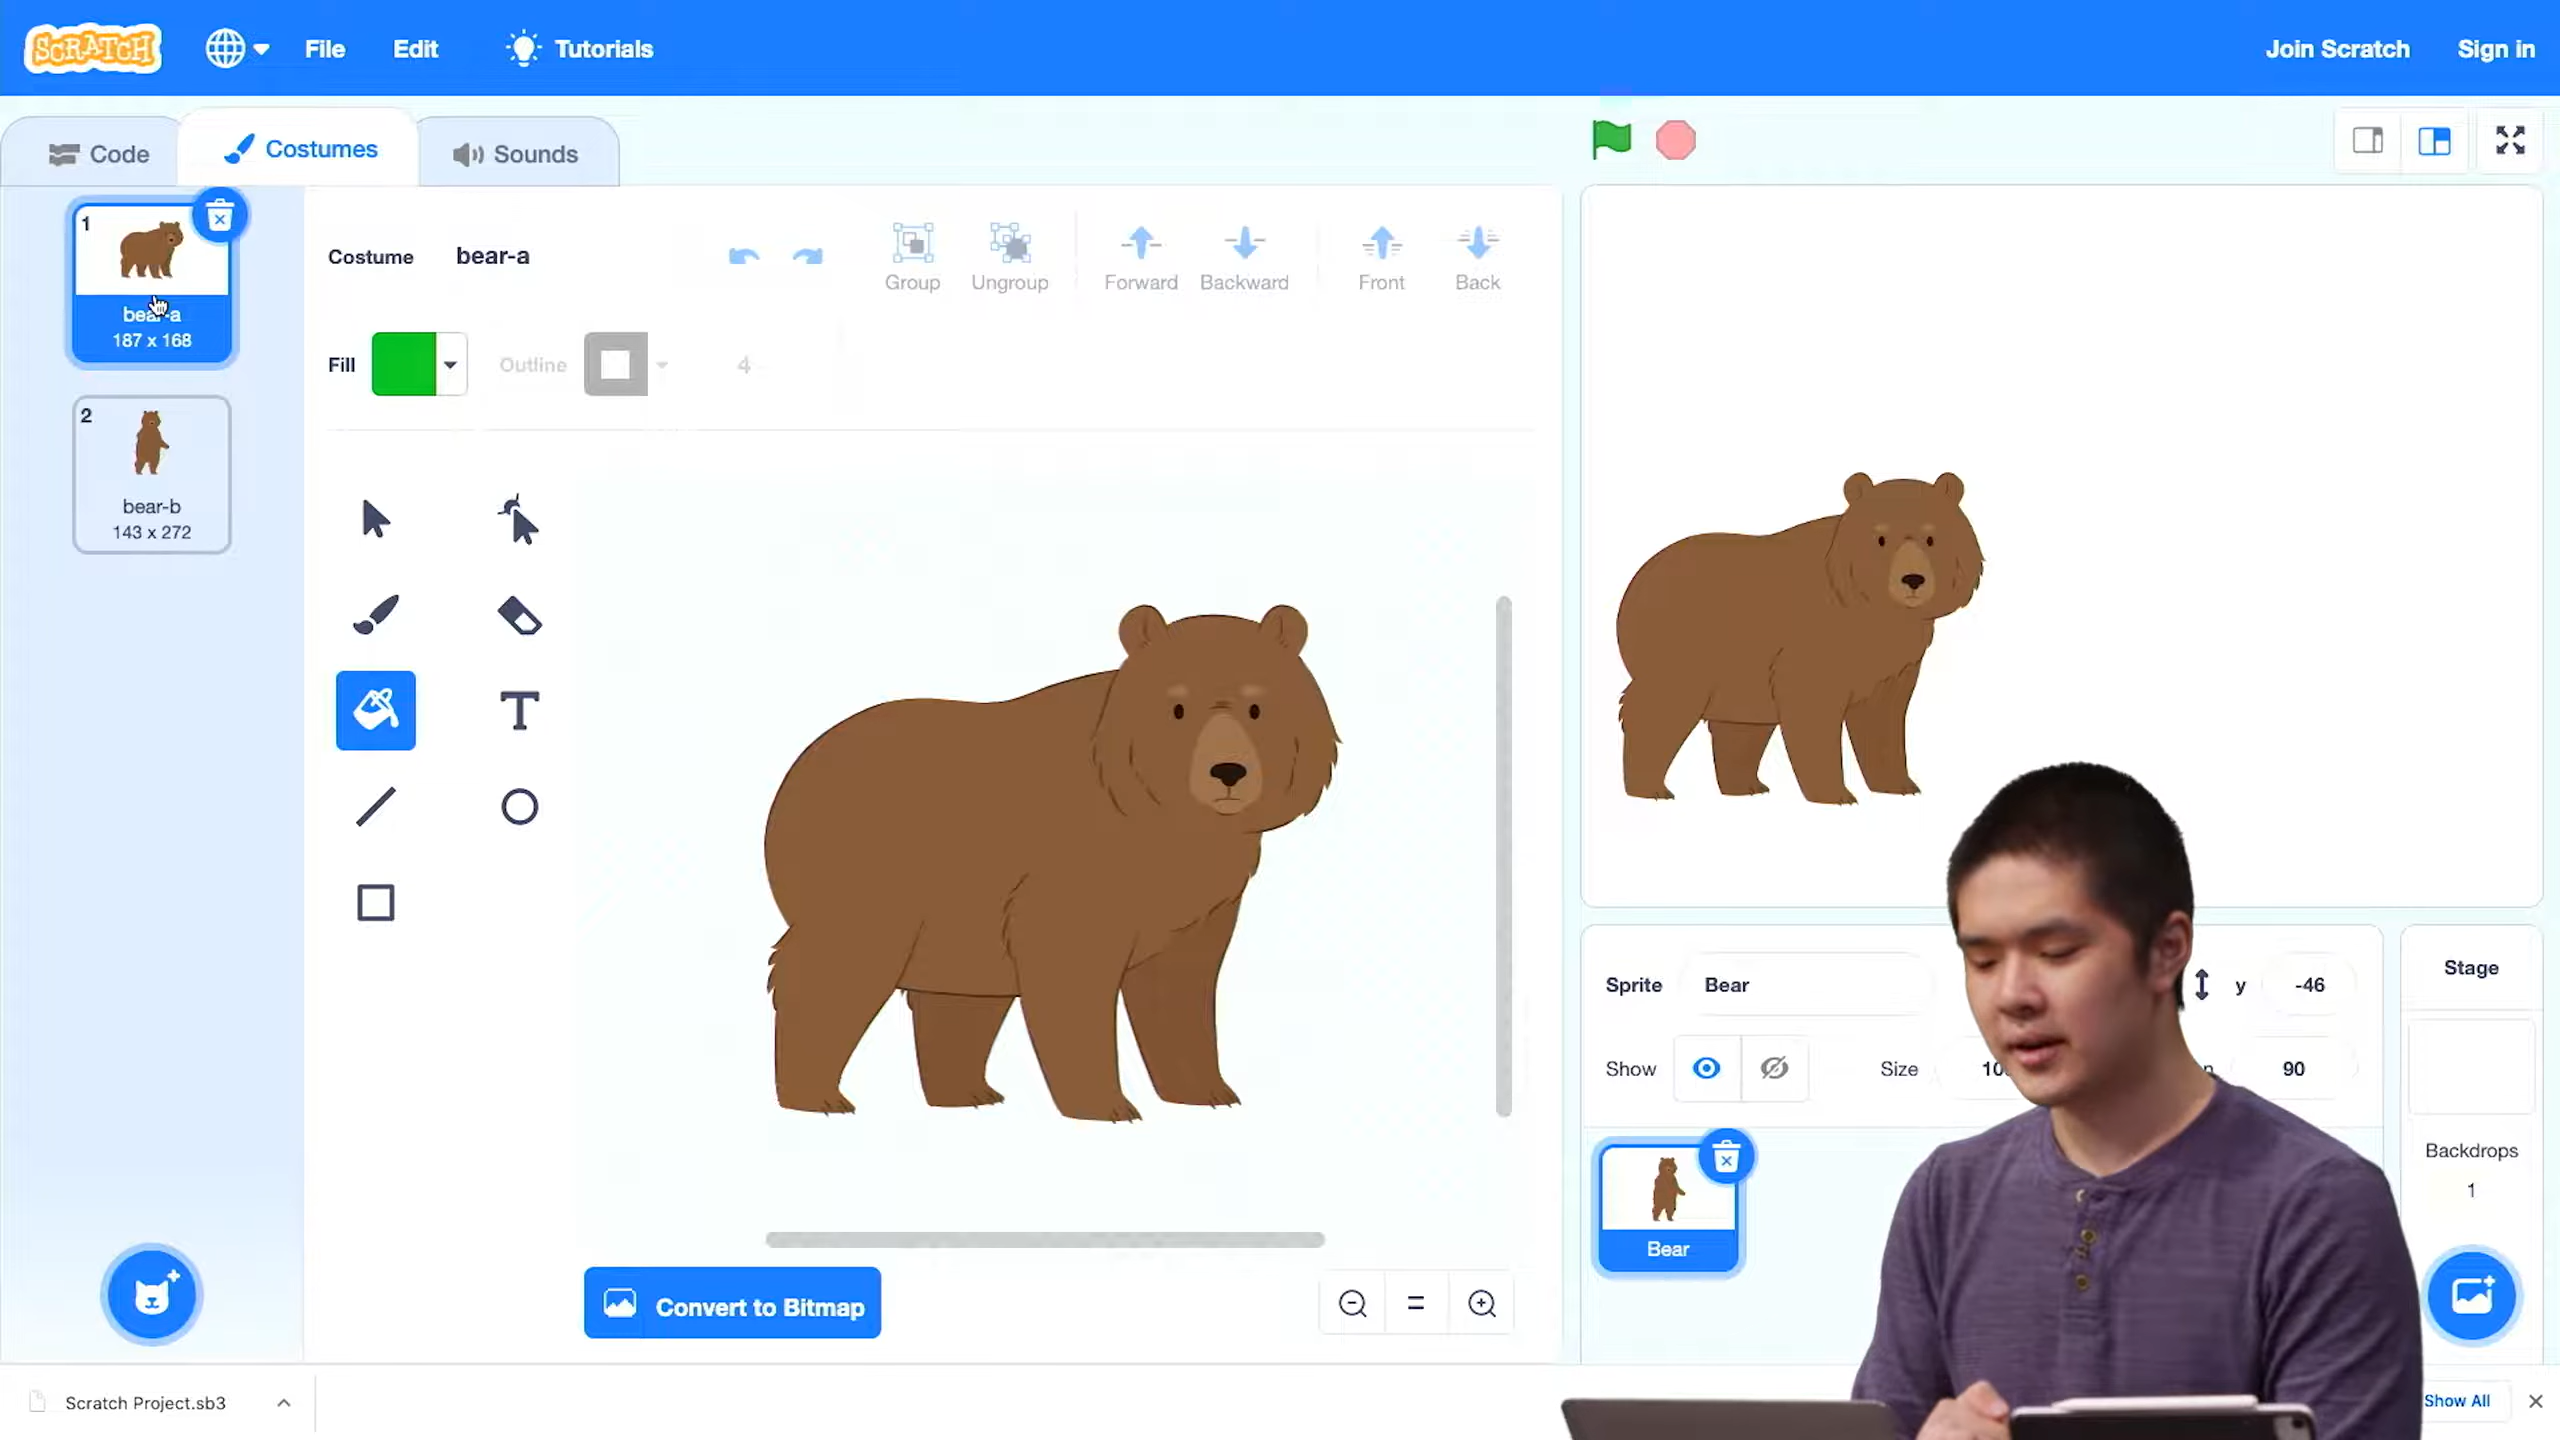 SCRATCH File Edit Tutorials Join Scratch Sign in
Code Costumes Sounds
1
bear-a
187 x 168
2
bear-b
143 x 272
Costume bear-a
Group Ungroup Forward Backward Front Back
Fill Outline 4
T
Convert to Bitmap
Sprite Bear y -46
Show Size 90
Bear
Stage
Backdrops
1
Scratch Project.sb3
Show All